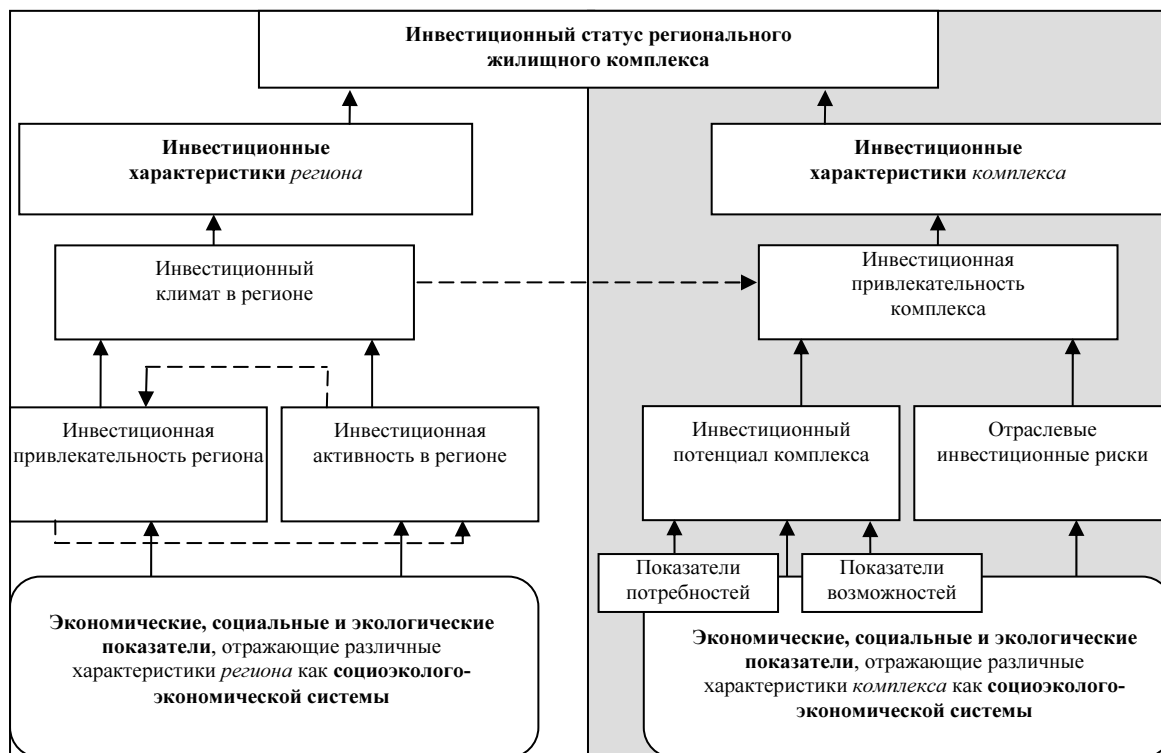 Инвестиционный статус регионального
жилищного комплекса
Инвестиционные
характеристики региона
Инвестиционные
характеристики комплекса
Инвестиционный
климат в регионе
Инвестиционная
привлекательность
комплекса
Инвестиционная
привлекательность региона
Инвестиционная
активность в регионе
Инвестиционный
потенциал комплекса
Отраслевые
инвестиционные риски
Показатели
потребностей
Показатели
возможностей
Экономические, социальные и экологические
показатели, отражающие различные
характеристики региона как социоэколого-
экономической системы
Экономические, социальные и экологические
показатели, отражающие различные
характеристики комплекса как социоэколого-
экономической системы